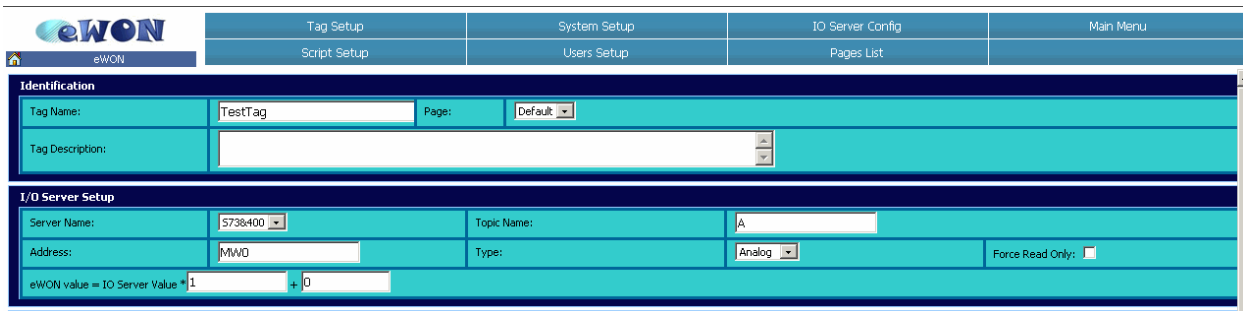 eWON Tag Setup System Setup IO Server Config Main Menu
eWON Script Setup Users Setup Pages List
Identification
Tag Name: TestTag Page: Default
Tag Description:
I/O Server Setup
Server Name: S73&400 Topic Name: A
Address: MW0 Type: Analog Force Read Only:
eWON value = IO Server Value * 1 + 0